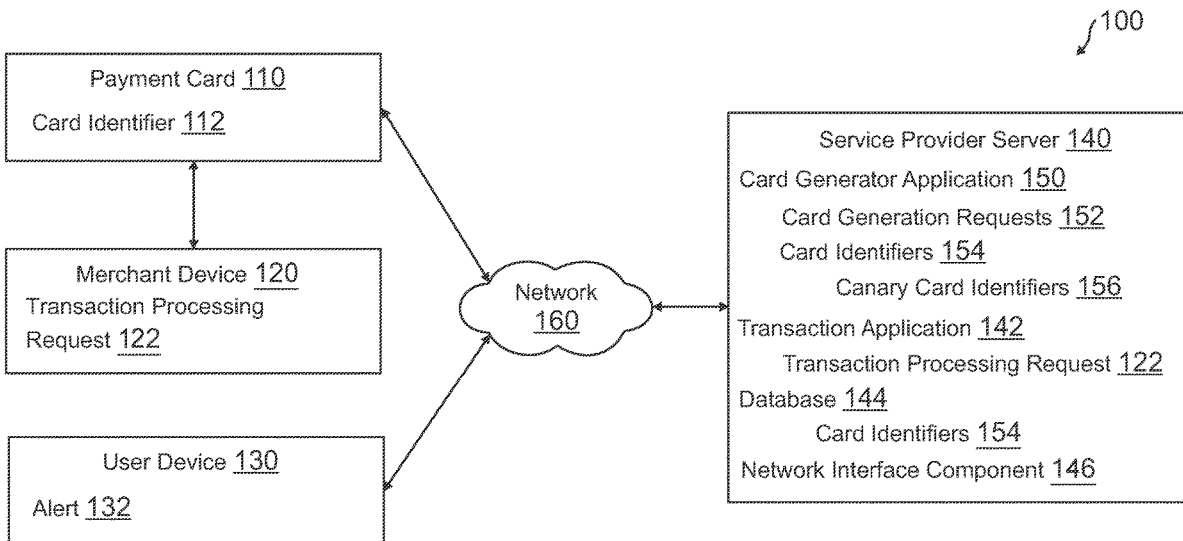 100
Payment Card 110
Card Identifier 112
Merchant Device 120
Transaction Processing
Request 122
User Device 130
Alert 132
Network
160
Service Provider Server 140
Card Generator Application 150
Card Generation Requests 152
Card Identifiers 154
Canary Card Identifiers 156
Transaction Application 142
Transaction Processing Request 122
Database 144
Card Identifiers 154
Network Interface Component 146